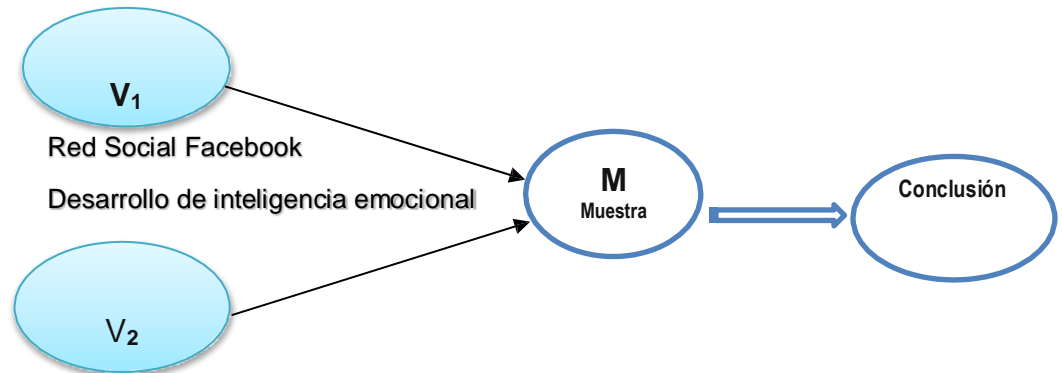 V₁
Red Social Facebook
Desarrollo de inteligencia emocional
V₂
M
Muestra
Conclusión